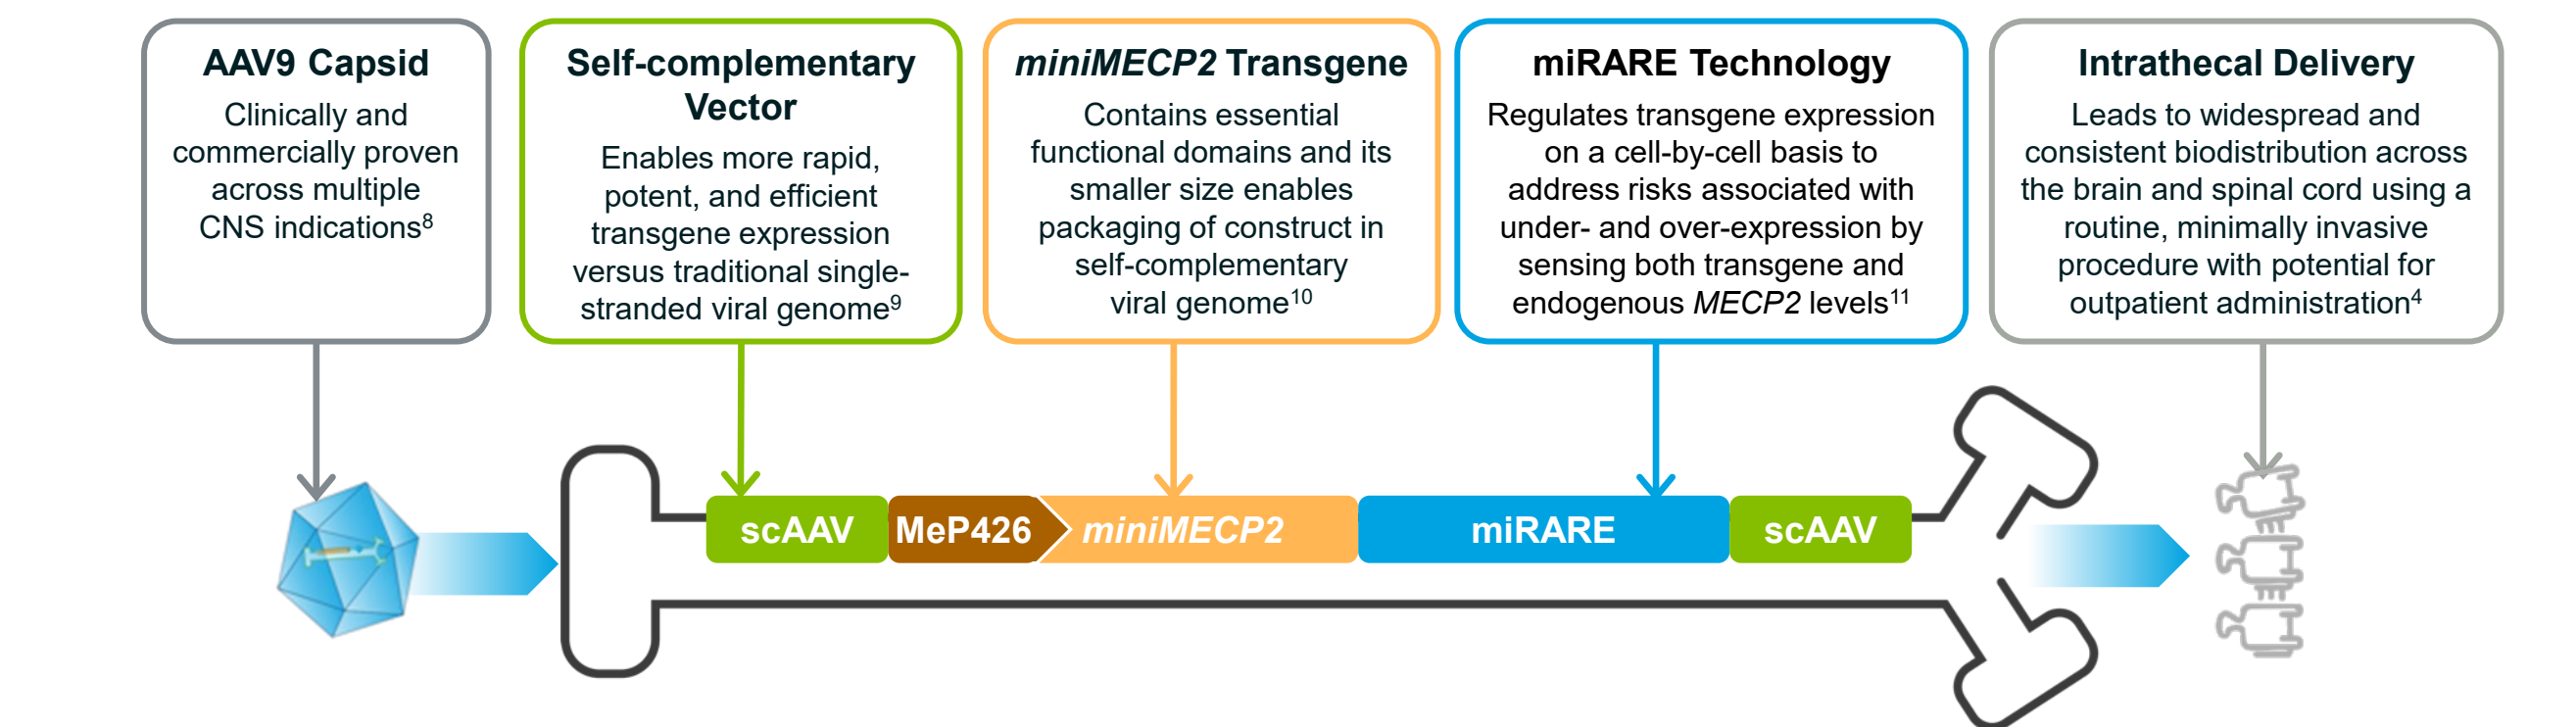 AAV9 Capsid
Clinically and
commercially proven
across multiple
CNS indications⁸
Self-complementary
Vector
Enables more rapid,
potent, and efficient
transgene expression
versus traditional single-
stranded viral genome⁹
miniMECP2 Transgene
Contains essential
functional domains and its
smaller size enables
packaging of construct in
self-complementary
viral genome¹⁰
miRARE Technology
Regulates transgene expression
on a cell-by-cell basis to
address risks associated with
under- and over-expression by
sensing both transgene and
endogenous MECP2 levels¹¹
Intrathecal Delivery
Leads to widespread and
consistent biodistribution across
the brain and spinal cord using a
routine, minimally invasive
procedure with potential for
outpatient administration⁴
scAAV MeP426 miniMECP2 miRARE scAAV